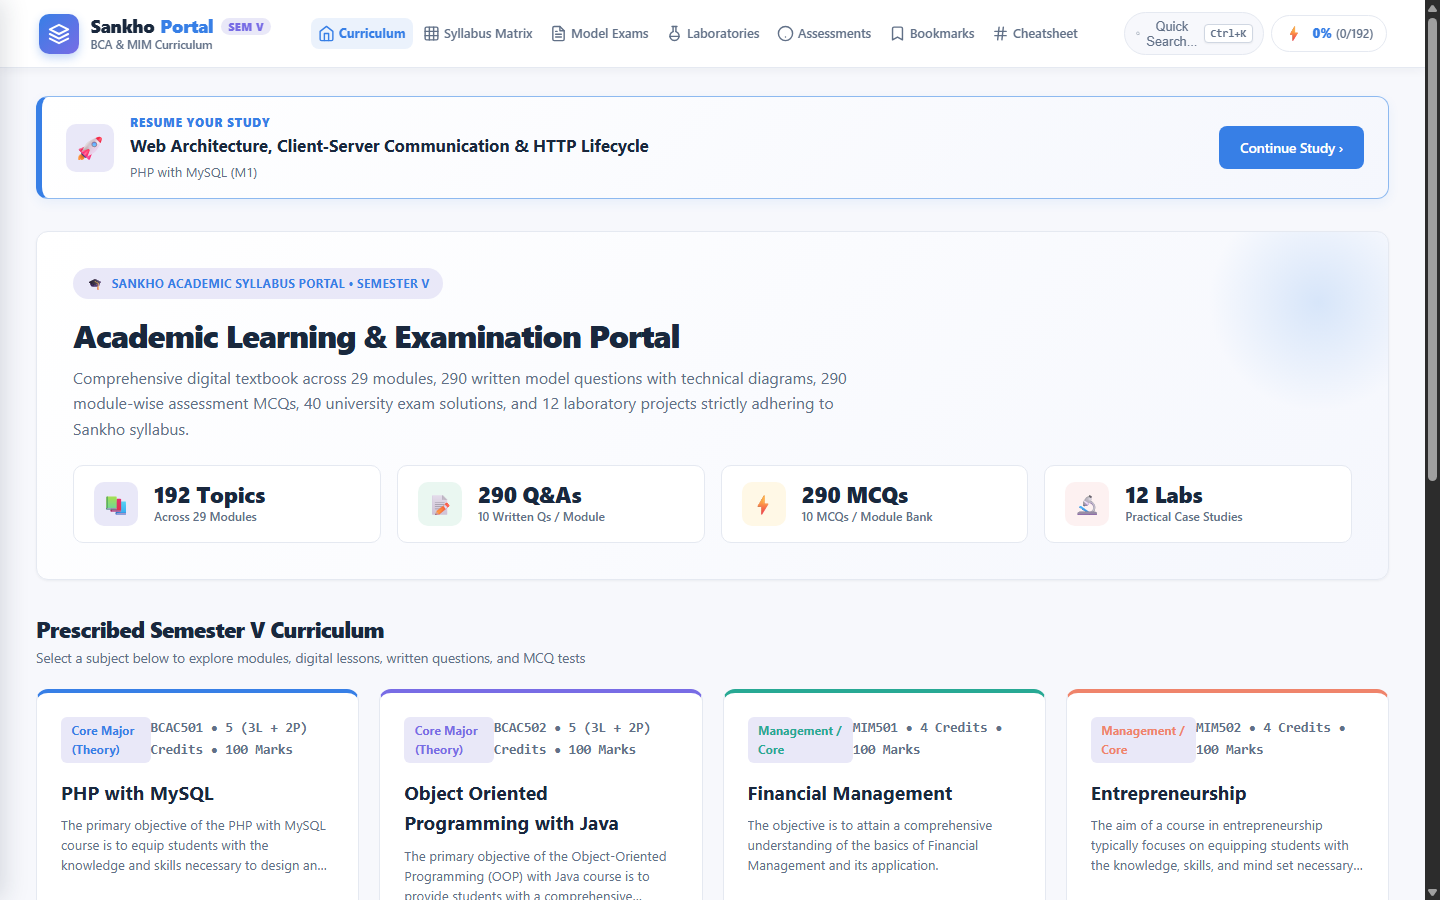 Sankho Portal SEM V
BCA & MIM Curriculum
Curriculum
Syllabus Matrix
Model Exams
Laboratories
Assessments
Bookmarks
Cheatsheet
Quick Search...
Ctrl+K
0% (0/192)
RESUME YOUR STUDY
Web Architecture, Client-Server Communication & HTTP Lifecycle
PHP with MySQL (M1)
Continue Study ›
SANKHO ACADEMIC SYLLABUS PORTAL • SEMESTER V
Academic Learning & Examination Portal
Comprehensive digital textbook across 29 modules, 290 written model questions with technical diagrams, 290
module-wise assessment MCQs, 40 university exam solutions, and 12 laboratory projects strictly adhering to
Sankho syllabus.
192 Topics
Across 29 Modules
290 Q&As
10 Written Qs / Module
290 MCQs
10 MCQs / Module Bank
12 Labs
Practical Case Studies
Prescribed Semester V Curriculum
Select a subject below to explore modules, digital lessons, written questions, and MCQ tests
Core Major
(Theory)
BCAC501 • 5 (3L + 2P)
Credits • 100 Marks
PHP with MySQL
The primary objective of the PHP with MySQL
course is to equip students with the
knowledge and skills necessary to design an...
Core Major
(Theory)
BCAC502 • 5 (3L + 2P)
Credits • 100 Marks
Object Oriented
Programming with Java
The primary objective of the Object-Oriented
Programming (OOP) with Java course is to
provide students with a comprehensive...
Management /
Core
MIM501 • 4 Credits •
100 Marks
Financial Management
The objective is to attain a comprehensive
understanding of the basics of Financial
Management and its application.
Management /
Core
MIM502 • 4 Credits •
100 Marks
Entrepreneurship
The aim of a course in entrepreneurship
typically focuses on equipping students with
the knowledge, skills, and mind set necessary...